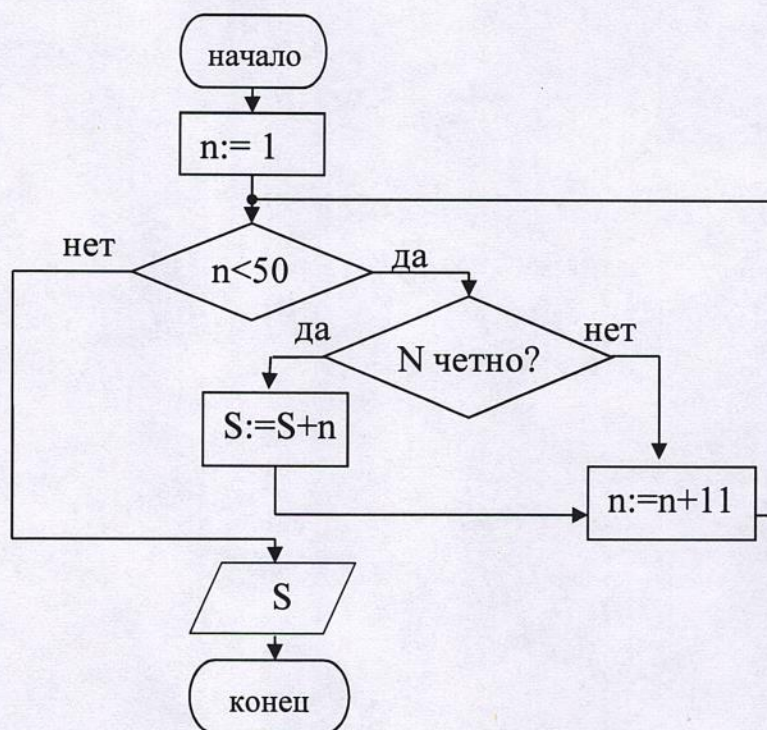 начало
n:= 1
n<50
нет
да
N четно?
да
нет
S:=S+n
n:=n+11
S
конец